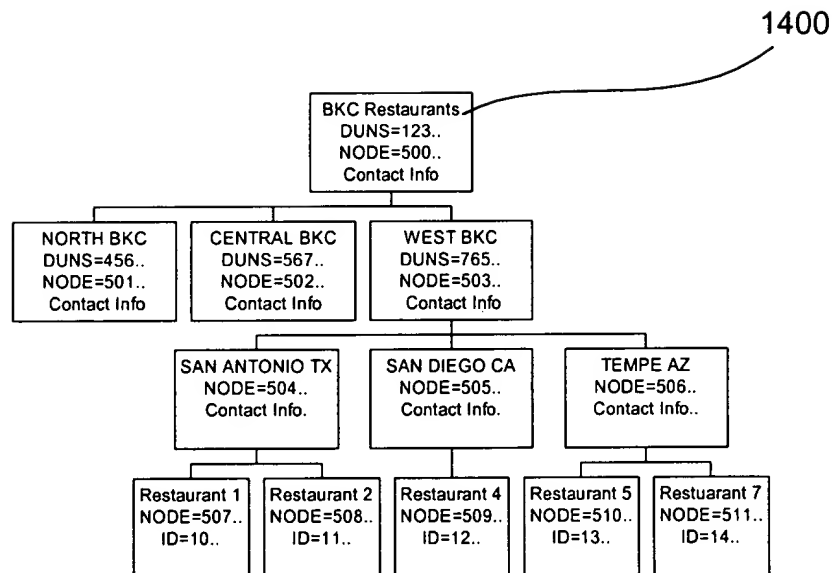 1400
BKC Restaurants
DUNS=123..
NODE=500..
Contact Info
NORTH BKC
DUNS=456..
NODE=501..
Contact Info
CENTRAL BKC
DUNS=567..
NODE=502..
Contact Info
WEST BKC
DUNS=765..
NODE=503..
Contact Info
SAN ANTONIO TX
NODE=504..
Contact Info.
SAN DIEGO CA
NODE=505..
Contact Info.
TEMPE AZ
NODE=506..
Contact Info..
Restaurant 1
NODE=507..
ID=10..
Restaurant 2
NODE=508..
ID=11..
Restaurant 4
NODE=509..
ID=12..
Restaurant 5
NODE=510..
ID=13..
Restuarant 7
NODE=511..
ID=14..